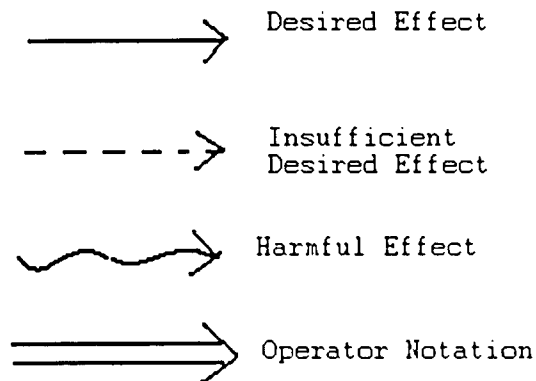 Desired Effect
Insufficient
Desired Effect
Harmful Effect
Operator Notation